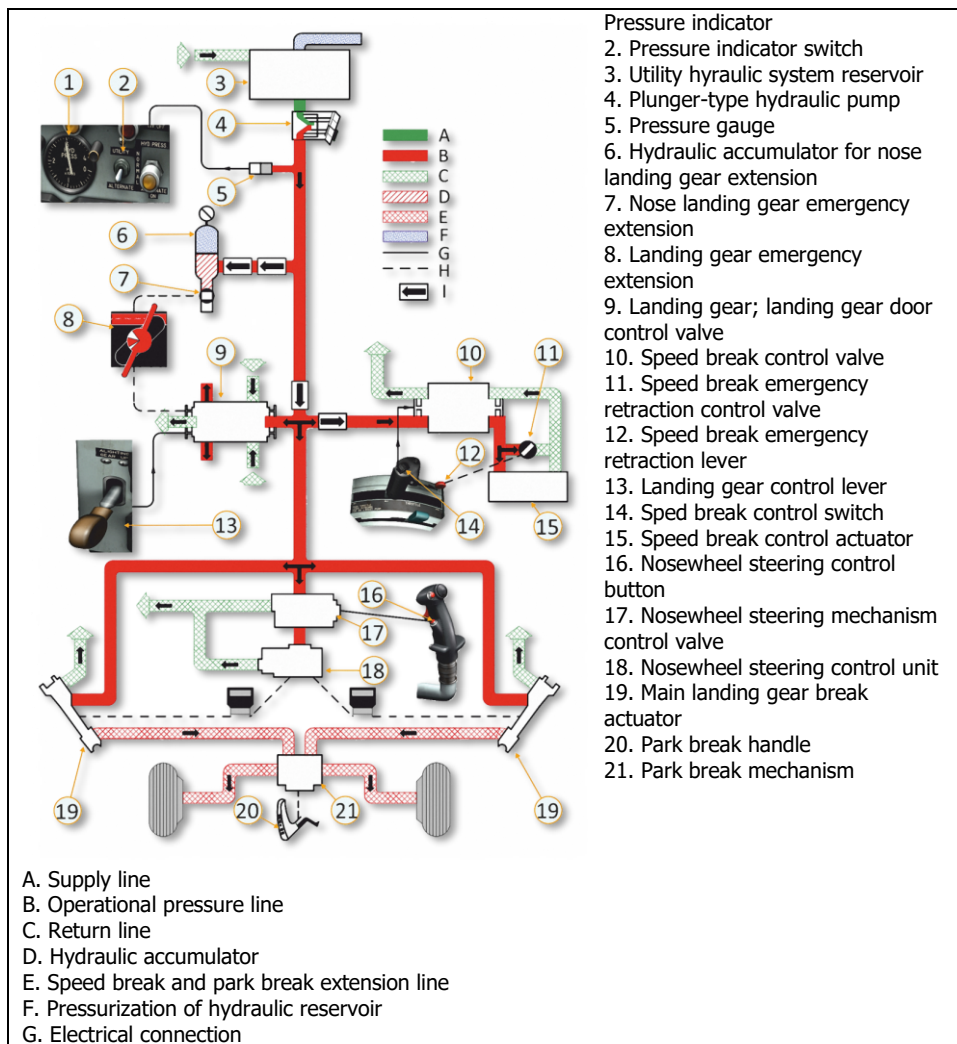 Pressure indicator
2. Pressure indicator switch
3. Utility hyraulic system reservoir
4. Plunger-type hydraulic pump
5. Pressure gauge
6. Hydraulic accumulator for nose
landing gear extension
7. Nose landing gear emergency
extension
8. Landing gear emergency
extension
9. Landing gear; landing gear door
control valve
10. Speed break control valve
11. Speed break emergency
retraction control valve
12. Speed break emergency
retraction lever
13. Landing gear control lever
14. Sped break control switch
15. Speed break control actuator
16. Nosewheel steering control
button
17. Nosewheel steering mechanism
control valve
18. Nosewheel steering control unit
19. Main landing gear break
actuator
20. Park break handle
21. Park break mechanism
1
2
3
4
5
6
7
8
9
10
11
12
13
14
15
16
17
18
19
19
20
21
A
B
C
D
E
F
G
H
I
PRESS
UTILITY
ALTERNATE
HYD PRESS
NORMAL
A. Supply line
B. Operational pressure line
C. Return line
D. Hydraulic accumulator
E. Speed break and park break extension line
F. Pressurization of hydraulic reservoir
G. Electrical connection